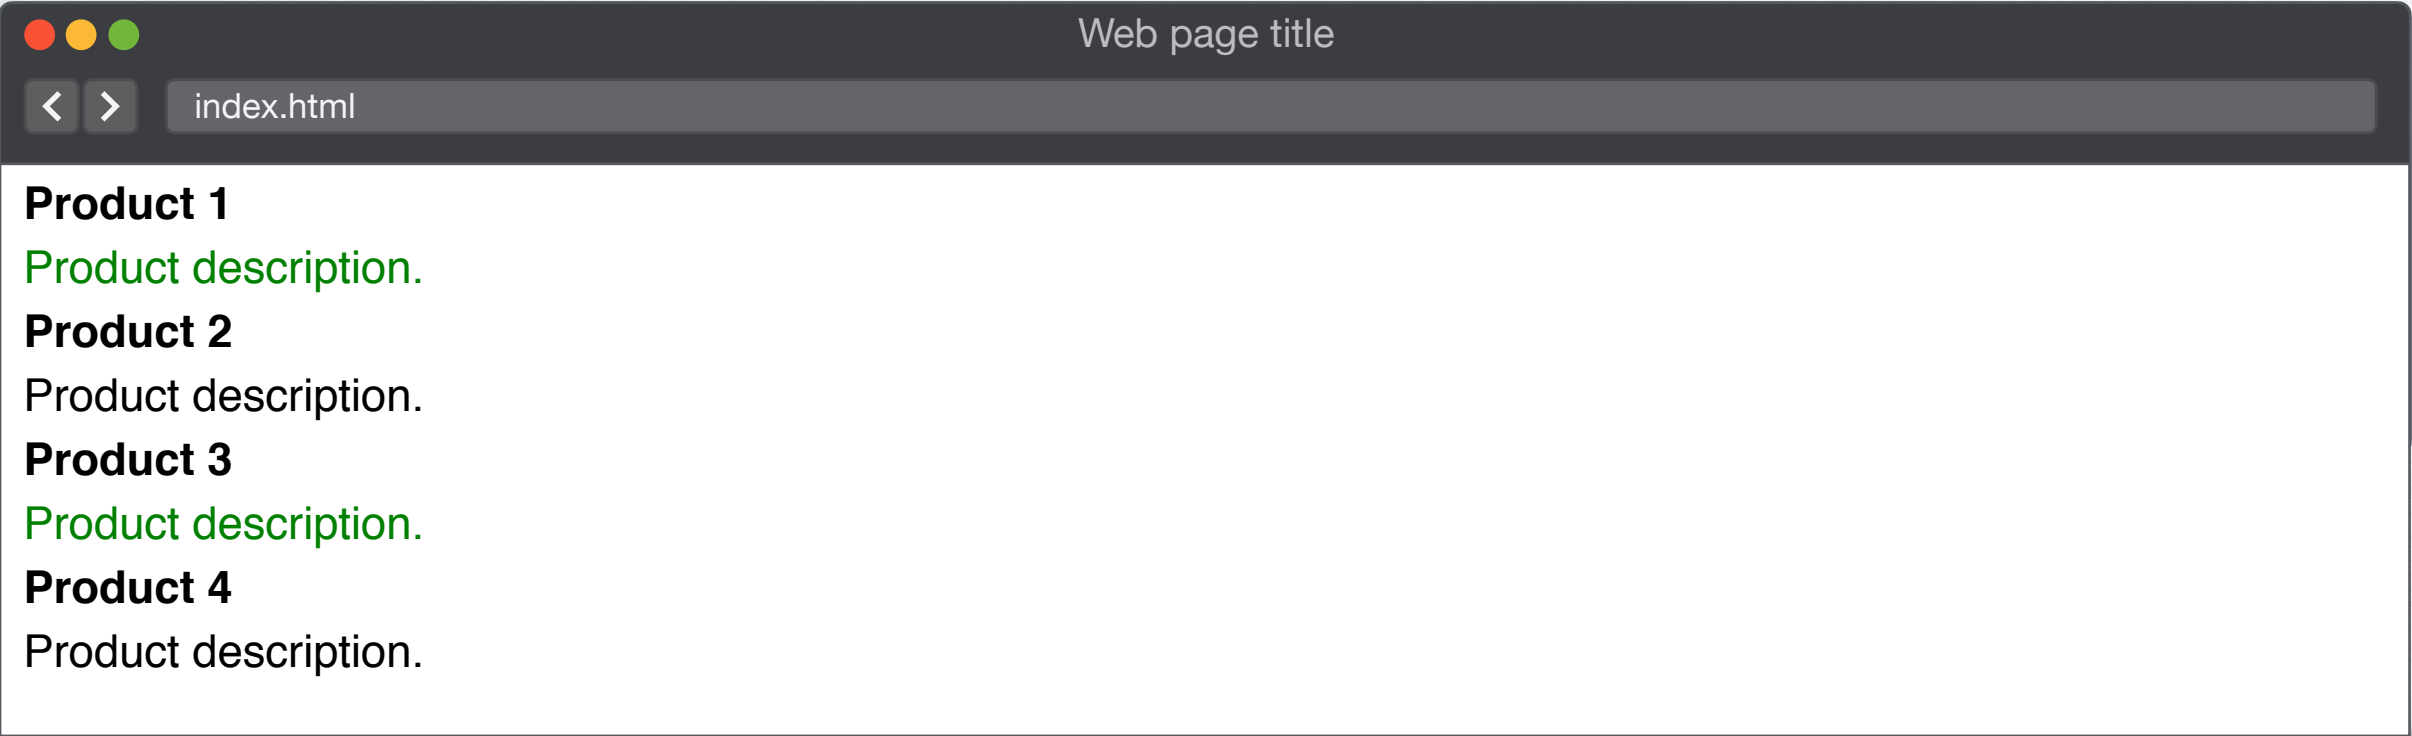 Web page title
index.html
Product 1
Product description.
Product 2
Product description.
Product 3
Product description.
Product 4
Product description.